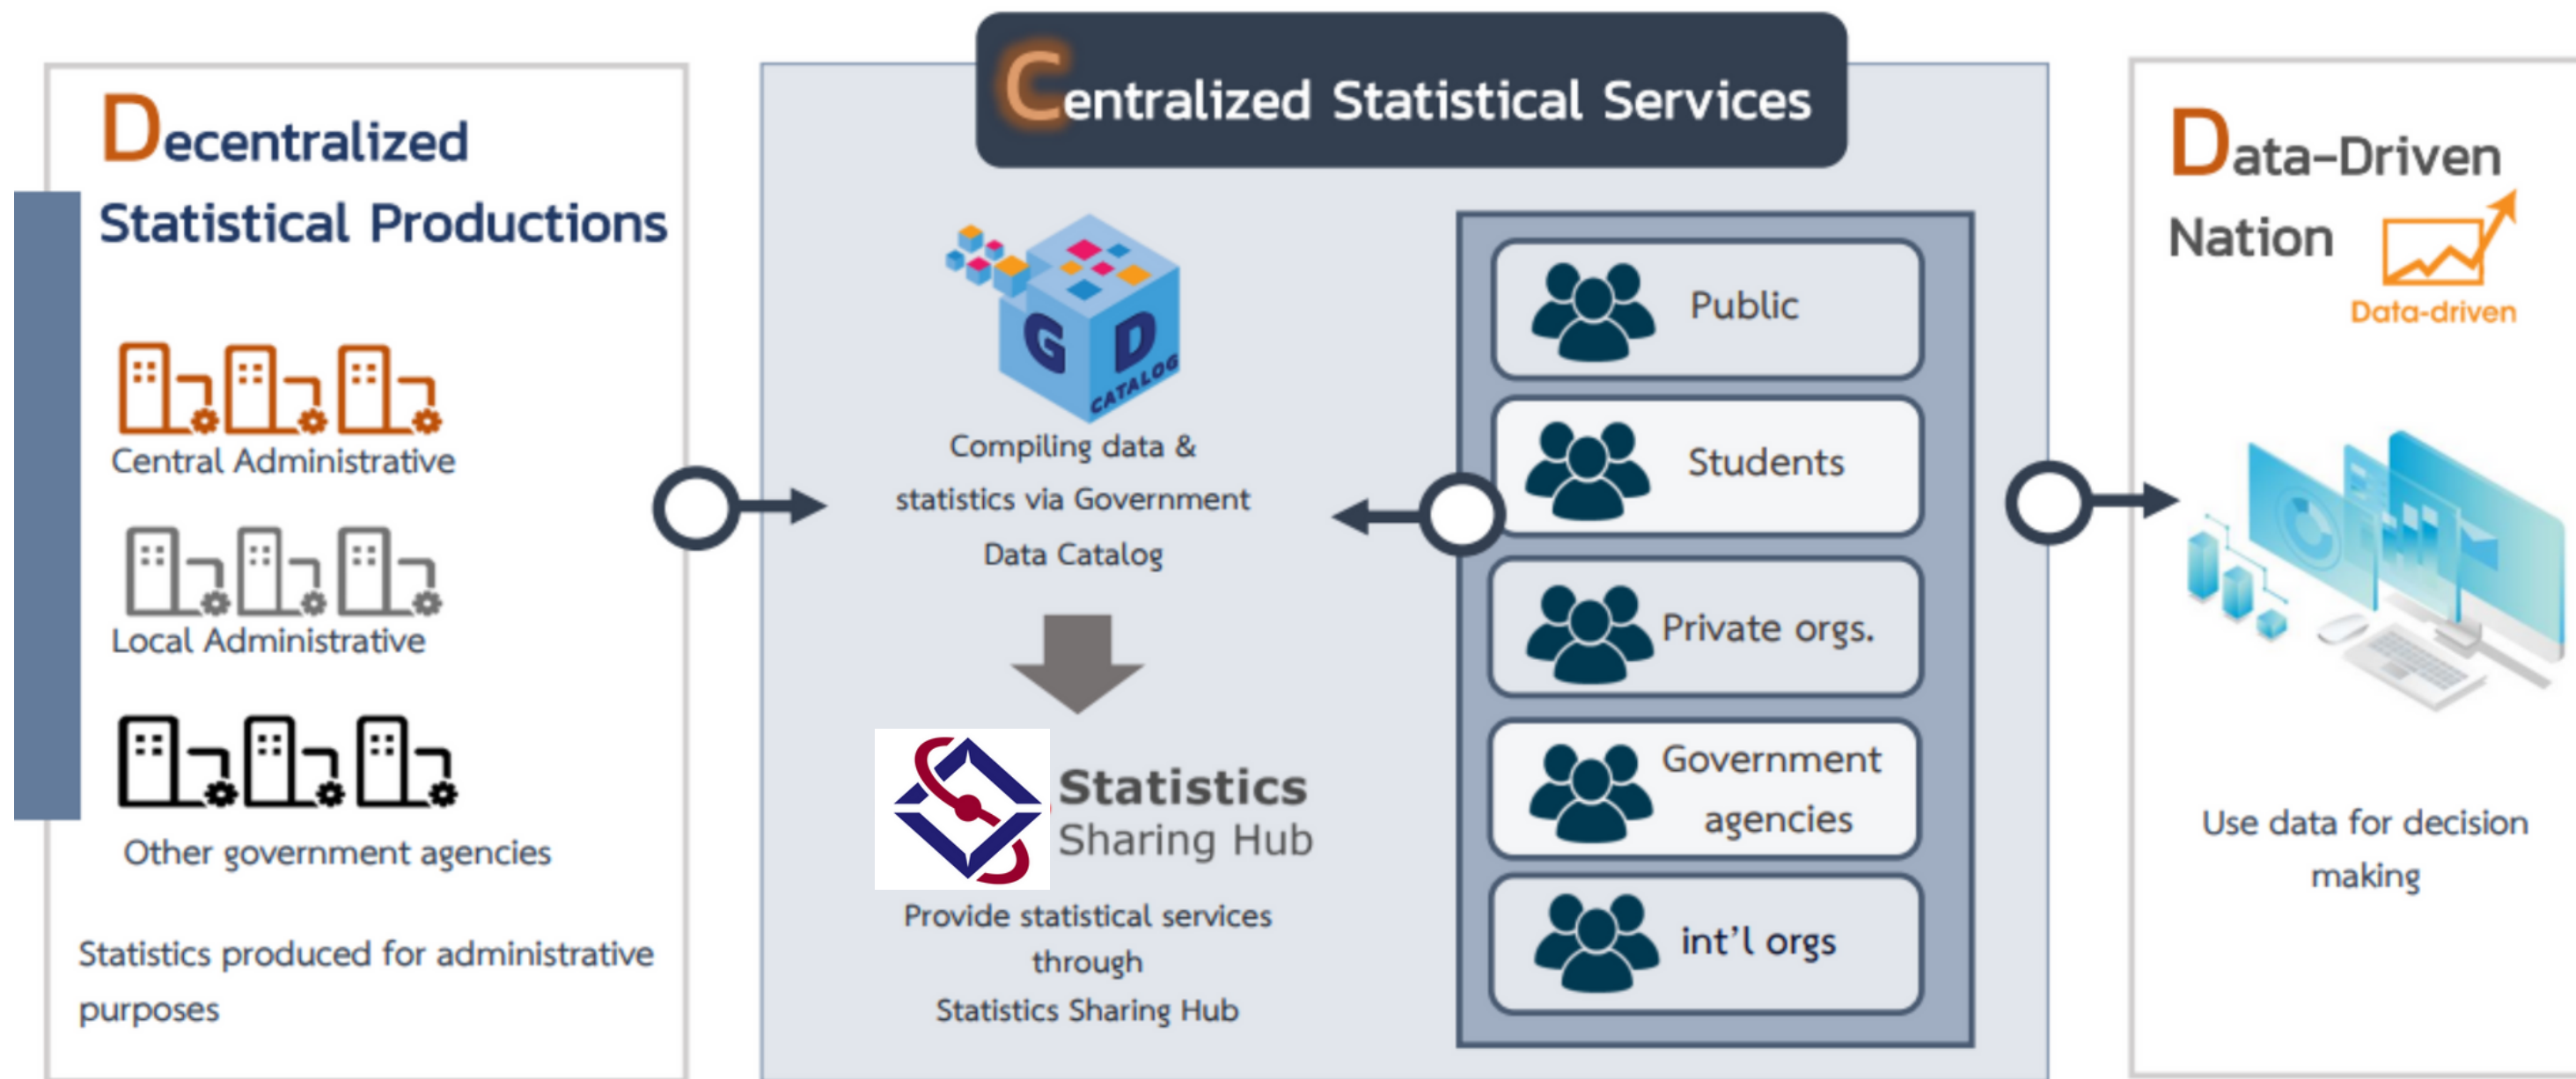 Decentralized
Statistical Productions
Central Administrative
Local Administrative
Other government agencies
Statistics produced for administrative
purposes
Centralized Statistical Services
G D
CATALOG
Compiling data &
statistics via Government
Data Catalog
Statistics
Sharing Hub
Provide statistical services
through
Statistics Sharing Hub
Public
Students
Private orgs.
Government
agencies
int'l orgs
Data-Driven
Nation
Data-driven
Use data for decision
making